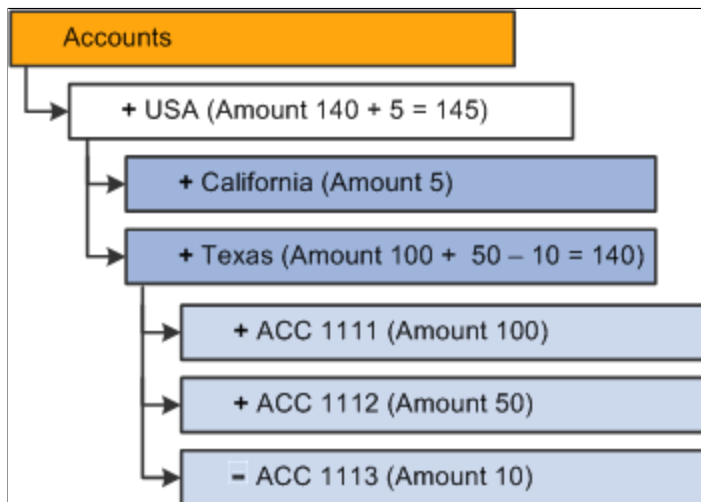 Accounts
+ USA (Amount 140 + 5 = 145)
+ California (Amount 5)
+ Texas (Amount 100 + 50 – 10 = 140)
+ ACC 1111 (Amount 100)
+ ACC 1112 (Amount 50)
- ACC 1113 (Amount 10)